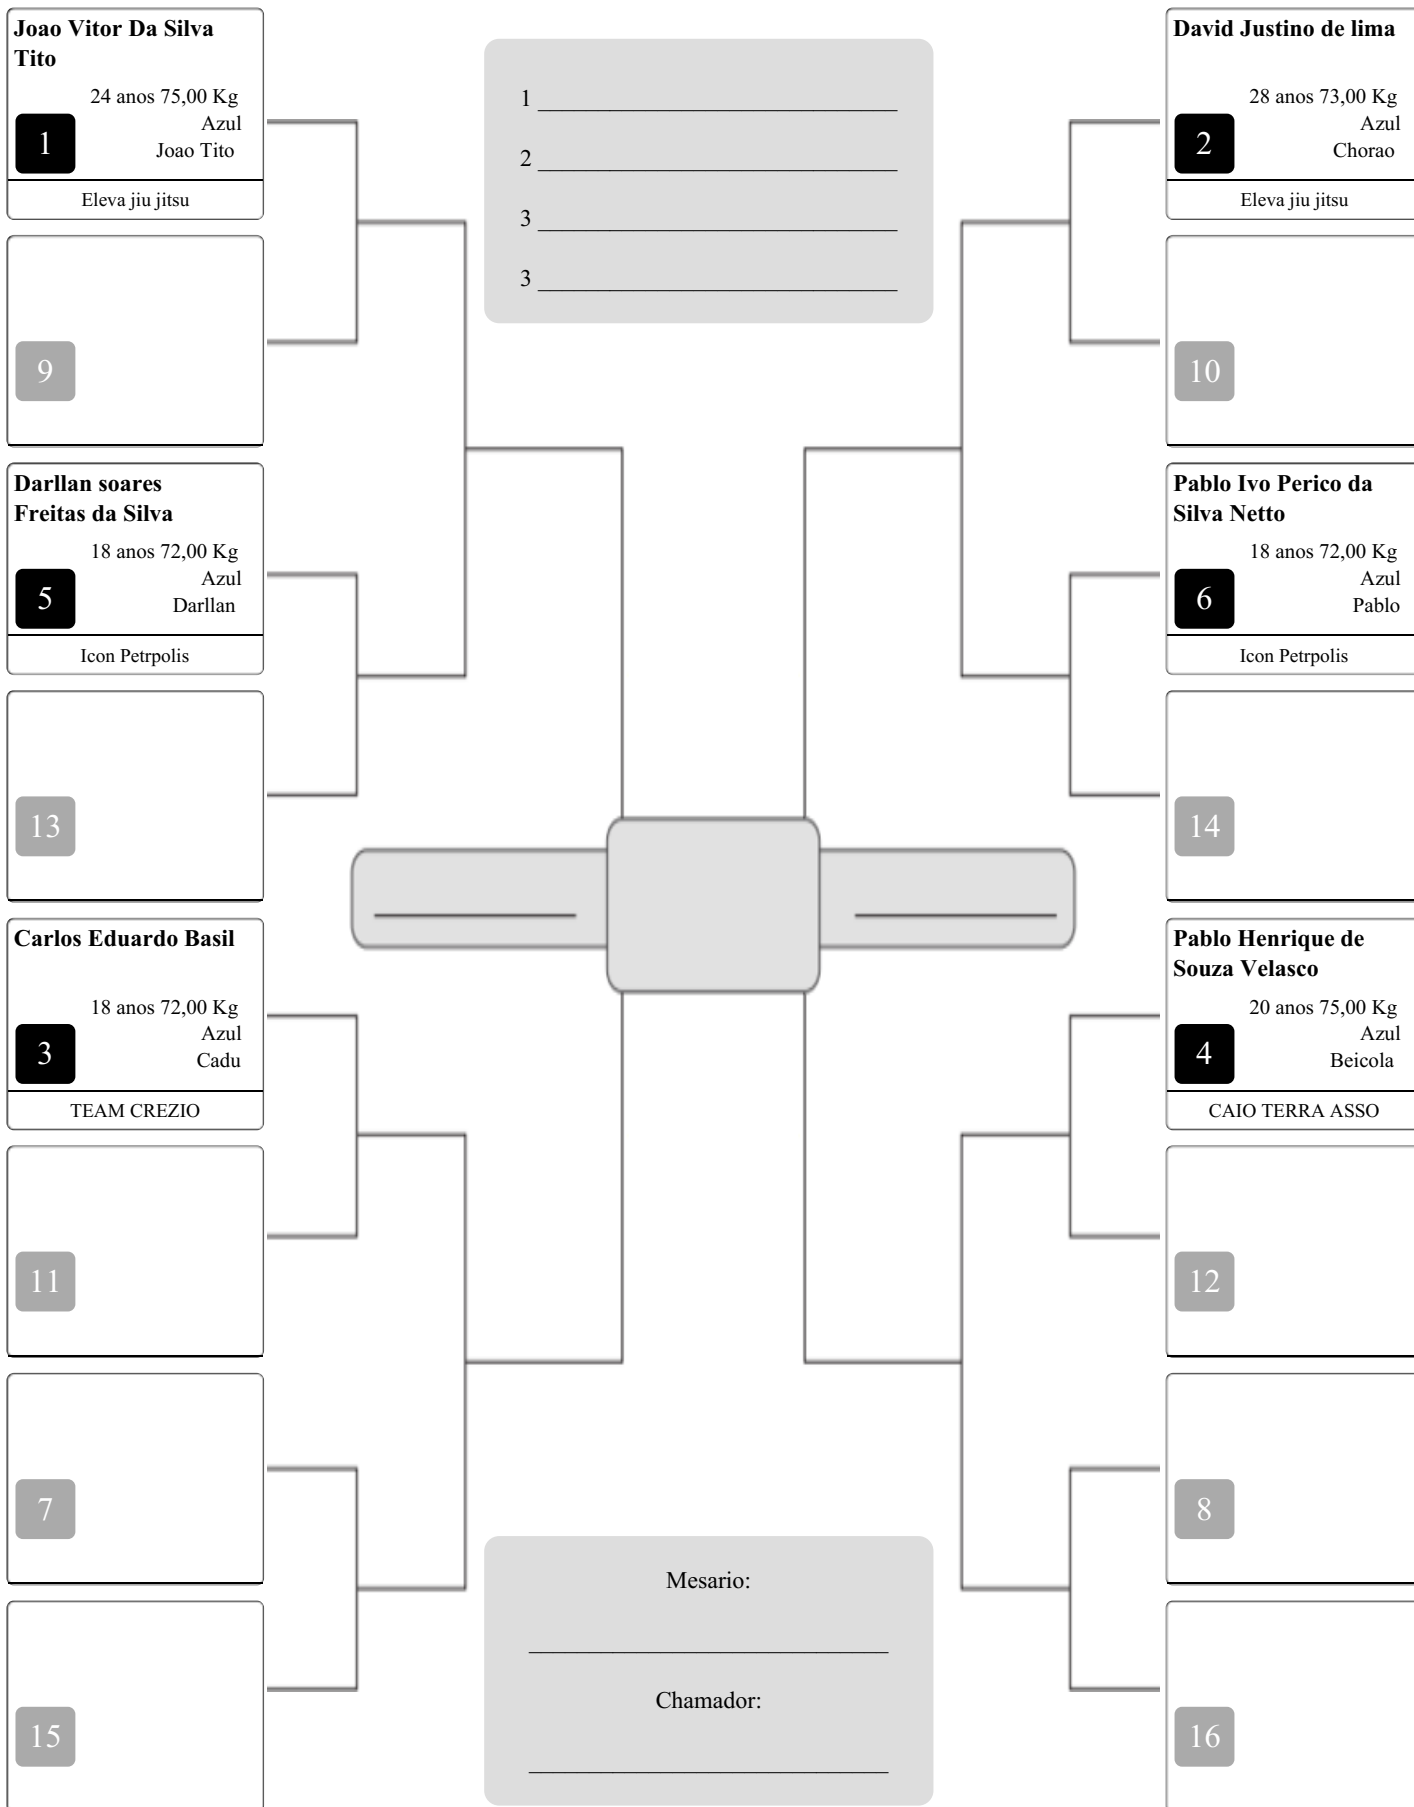 Joao Vitor Da Silva
Tito
24 anos 75,00 Kg
Azul
1
Joao Tito
Eleva jiu jitsu
9
Darllan soares
Freitas da Silva
18 anos 72,00 Kg
Azul
5
Darllan
Icon Petrpolis
13
Carlos Eduardo Basil
18 anos 72,00 Kg
Azul
3
Cadu
TEAM CREZIO
11
7
15
1
2
3
3
Mesario:
Chamador:
David Justino de lima
28 anos 73,00 Kg
Azul
2
Chorao
Eleva jiu jitsu
10
Pablo Ivo Perico da
Silva Netto
18 anos 72,00 Kg
Azul
6
Pablo
Icon Petrpolis
14
Pablo Henrique de
Souza Velasco
20 anos 75,00 Kg
Azul
4
Beicola
CAIO TERRA ASSO
12
8
16